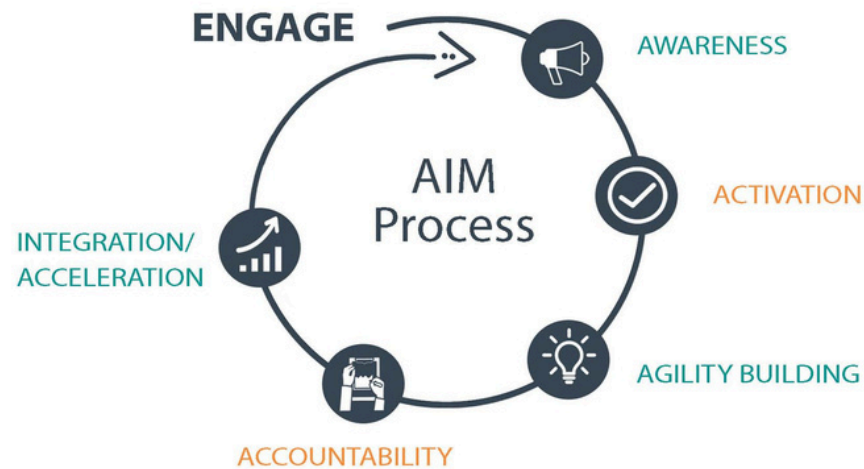 ENGAGE
AWARENESS
AIM
Process
ACTIVATION
INTEGRATION/
ACCELERATION
AGILITY BUILDING
ACCOUNTABILITY